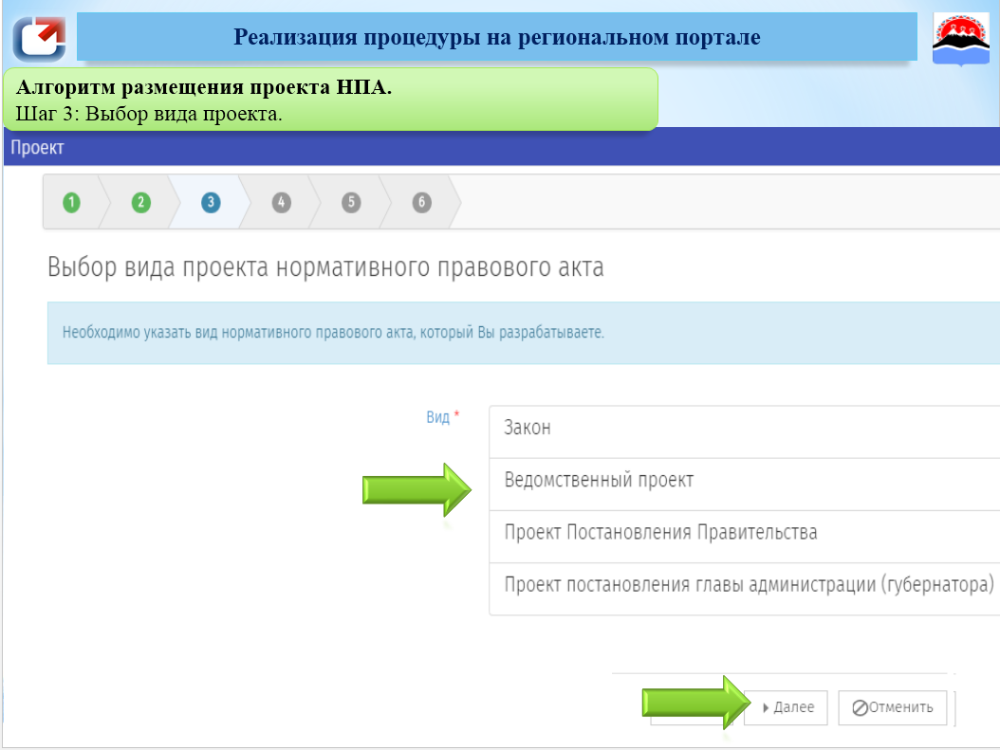 Реализация процедуры на региональном портале
Алгоритм размещения проекта НПА.
Шаг 3: Выбор вида проекта.
Проект
1 2 3 4 5 6
Выбор вида проекта нормативного правового акта
Необходимо указать вид нормативного правового акта, который Вы разрабатываете.
Вид *
Закон
Ведомственный проект
Проект Постановления Правительства
Проект постановления главы администрации (губернатора)
Далее
Отменить